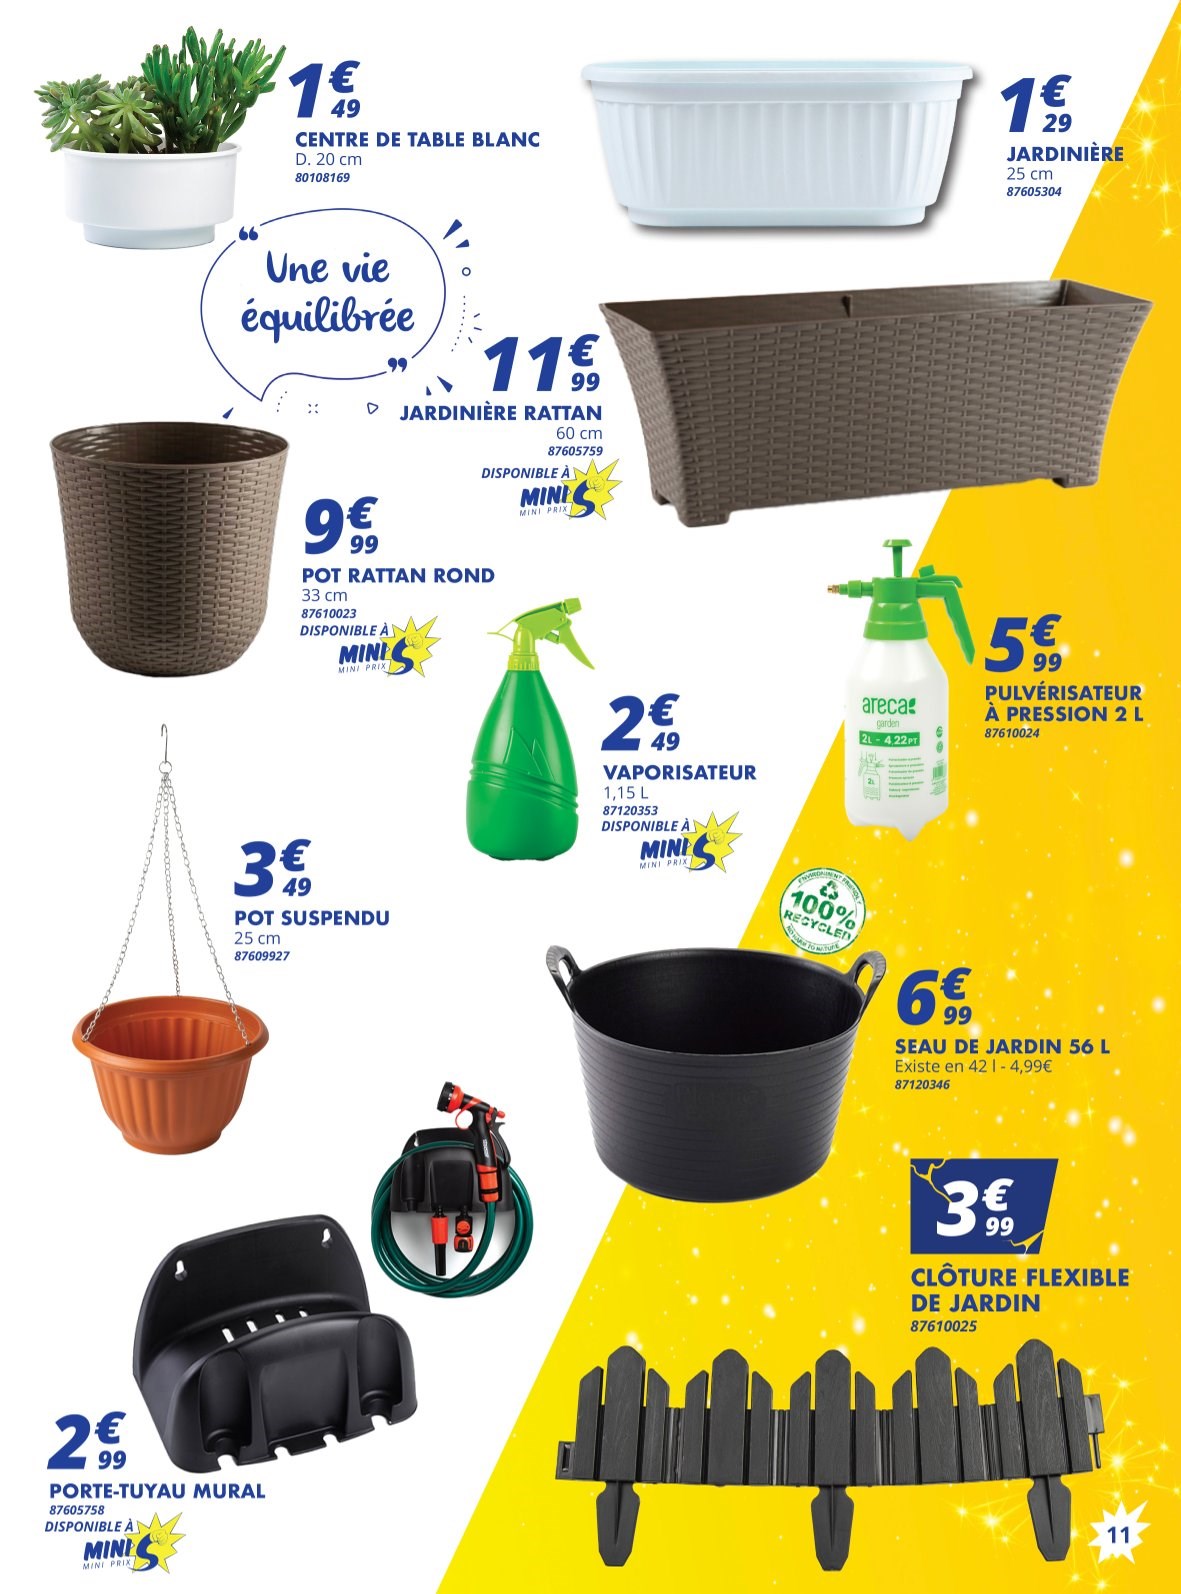 1€49
CENTRE DE TABLE BLANC
D. 20 cm
80108169
1€29
JARDINIÈRE
25 cm
87605304
“Une vie
équilibrée”
11€99
JARDINIÈRE RATTAN
60 cm
87605759
DISPONIBLE À
MINI S
MINI PRIX
9€99
POT RATTAN ROND
33 cm
87610023
DISPONIBLE À
MINI S
MINI PRIX
areca
garden
2L - 4.22PT
2L
5€99
PULVÉRISATEUR
À PRESSION 2 L
87610024
2€49
VAPORISATEUR
1,15 L
87120353
DISPONIBLE À
MINI S
MINI PRIX
3€49
POT SUSPENDU
25 cm
87609927
ENVIRONMENT FRIENDLY
100%
RECYCLED
6€99
SEAU DE JARDIN 56 L
Existe en 42 l - 4,99€
87120346
3€99
CLÔTURE FLEXIBLE
DE JARDIN
87610025
2€99
PORTE-TUYAU MURAL
87605758
DISPONIBLE À
MINI S
MINI PRIX
11